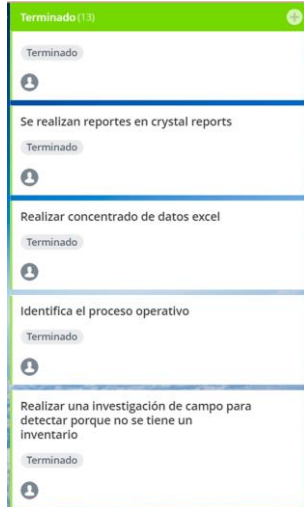 Terminado (13)
Terminado
Se realizan reportes en crystal reports
Terminado
Realizar concentrado de datos excel
Terminado
Identifica el proceso operativo
Terminado
Realizar una investigación de campo para
detectar porque no se tiene un
inventario
Terminado